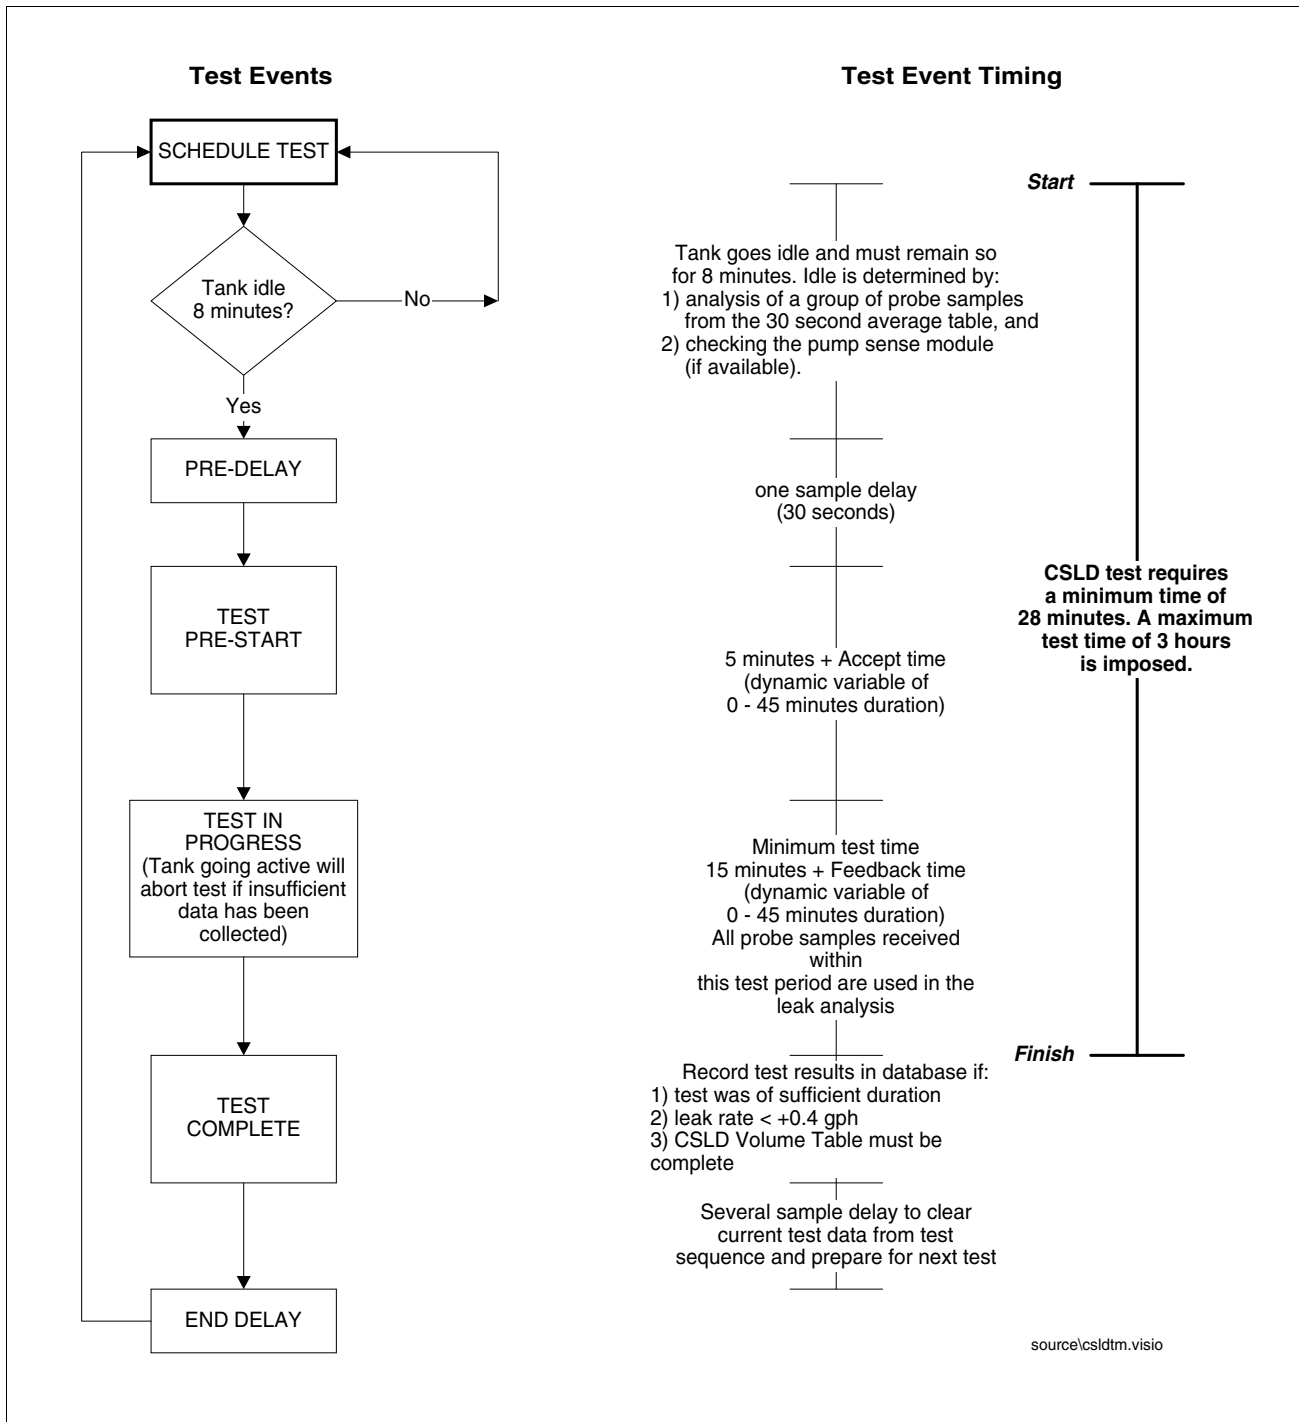 Test Events
SCHEDULE TEST
Tank idle
8 minutes?
No
Yes
PRE-DELAY
TEST
PRE-START
TEST IN
PROGRESS
(Tank going active will
abort test if insufficient
data has been
collected)
TEST
COMPLETE
END DELAY
Test Event Timing
Tank goes idle and must remain so
for 8 minutes. Idle is determined by:
1) analysis of a group of probe samples
from the 30 second average table, and
2) checking the pump sense module
(if available).
one sample delay
(30 seconds)
5 minutes + Accept time
(dynamic variable of
0 - 45 minutes duration)
Minimum test time
15 minutes + Feedback time
(dynamic variable of
0 - 45 minutes duration)
All probe samples received
within
this test period are used in the
leak analysis
Record test results in database if:
1) test was of sufficient duration
2) leak rate < +0.4 gph
3) CSLD Volume Table must be
complete
Several sample delay to clear
current test data from test
sequence and prepare for next test
Start
CSLD test requires
a minimum time of
28 minutes. A maximum
test time of 3 hours
is imposed.
Finish
source\csldtm.visio